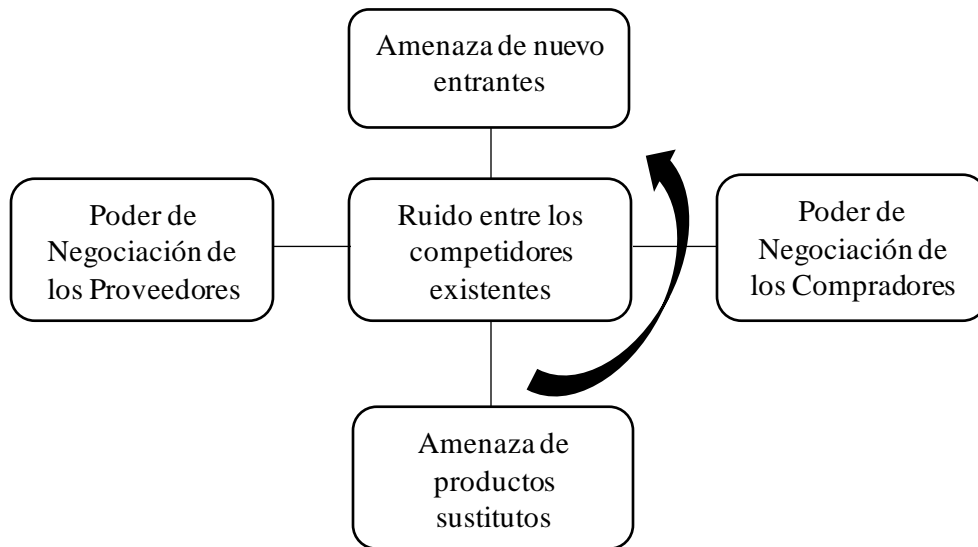 Amenaza de nuevo
entrantes
Poder de
Negociación de
los Proveedores
Ruido entre los
competidores
existentes
Poder de
Negociación de
los Compradores
Amenaza de
productos
sustitutos